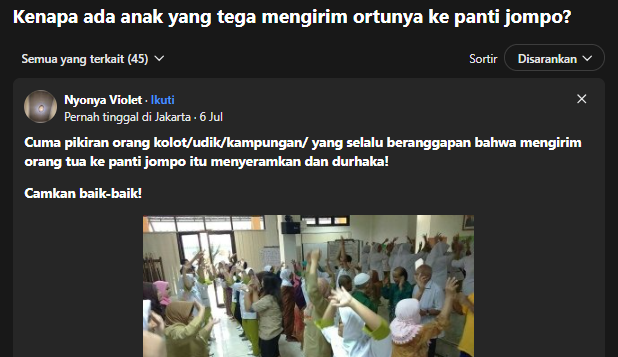 Kenapa ada anak yang tega mengirim ortunya ke panti jompo?
Semua yang terkait (45)
Sortir
Disarankan
Nyonya Violet · Ikuti
Pernah tinggal di Jakarta · 6 Jul
Cuma pikiran orang kolot/udik/kampungan/ yang selalu beranggapan bahwa mengirim
orang tua ke panti jompo itu menyeramkan dan durhaka!
Camkan baik-baik!